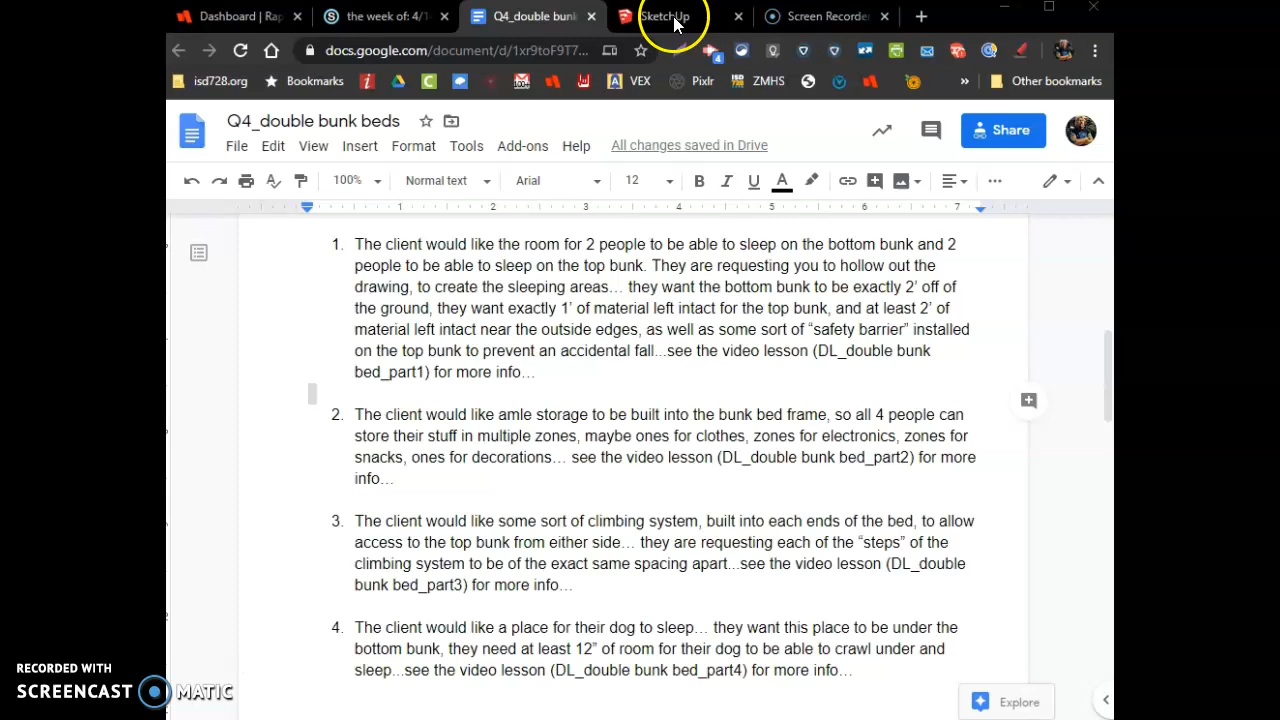 Dashboard | Rap
the week of: 4/1
Q4_double bunk
SketchUp
Screen Recorde
docs.google.com/document/d/1xr9toF9T7...
4
isd728.org
Bookmarks
100+
VEX
Pixlr
ZMHS
»
Other bookmarks
Q4_double bunk beds
Share
File Edit View Insert Format Tools Add-ons Help All changes saved in Drive
100% Normal text Arial 12 B I U A
1 2 3 4 5 6 7
1. The client would like the room for 2 people to be able to sleep on the bottom bunk and 2
people to be able to sleep on the top bunk. They are requesting you to hollow out the
drawing, to create the sleeping areas… they want the bottom bunk to be exactly 2’ off of
the ground, they want exactly 1’ of material left intact for the top bunk, and at least 2’ of
material left intact near the outside edges, as well as some sort of “safety barrier” installed
on the top bunk to prevent an accidental fall...see the video lesson (DL_double bunk
bed_part1) for more info…
2. The client would like amle storage to be built into the bunk bed frame, so all 4 people can
store their stuff in multiple zones, maybe ones for clothes, zones for electronics, zones for
snacks, ones for decorations… see the video lesson (DL_double bunk bed_part2) for more
info…
3. The client would like some sort of climbing system, built into each ends of the bed, to allow
access to the top bunk from either side… they are requesting each of the “steps” of the
climbing system to be of the exact same spacing apart...see the video lesson (DL_double
bunk bed_part3) for more info…
4. The client would like a place for their dog to sleep… they want this place to be under the
bottom bunk, they need at least 12” of room for their dog to be able to crawl under and
sleep...see the video lesson (DL_double bunk bed_part4) for more info…
Explore
RECORDED WITH
SCREENCAST MATIC